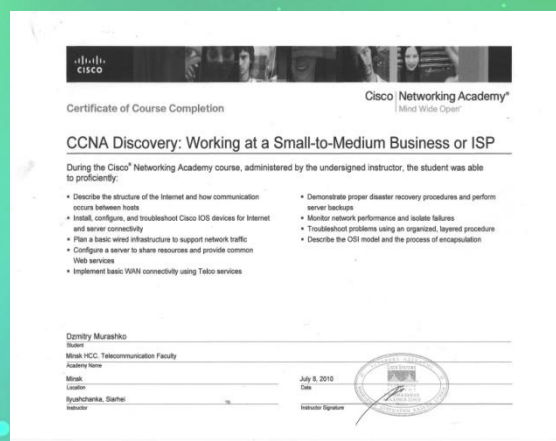 CISCO
Cisco Networking Academy®
Mind Wide Open™
Certificate of Course Completion
CCNA Discovery: Working at a Small-to-Medium Business or ISP
During the Cisco® Networking Academy course, administered by the undersigned instructor, the student was able
to proficiently:
• Describe the structure of the Internet and how communication
occurs between hosts
• Install, configure, and troubleshoot Cisco IOS devices for Internet
and server connectivity
• Plan a basic wired infrastructure to support network traffic
• Configure a server to share resources and provide common
Web services
• Implement basic WAN connectivity using Telco services
• Demonstrate proper disaster recovery procedures and perform
server backups
• Monitor network performance and isolate failures
• Troubleshoot problems using an organized, layered procedure
• Describe the OSI model and the process of encapsulation
Dzmitry Murashko
Student
Minsk HCC. Telecommunication Faculty
Academy Name
Minsk
Location
July 8, 2010
Date
Ilyushchanka, Siarhei
Instructor
Instructor Signature
CISCO SYSTEMS